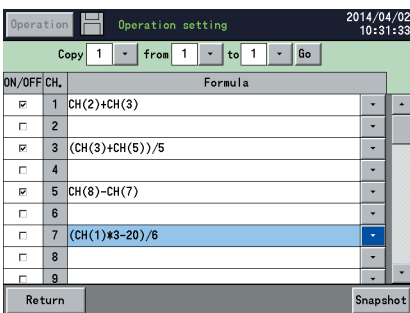 Operation Operation setting 2014/04/02
10:31:33
Copy 1 from 1 to 1 Go
ON/OFF CH. Formula
1 CH(2)+CH(3)
2
3 (CH(3)+CH(5))/5
4
5 CH(8)-CH(7)
6
7 (CH(1)*3-20)/6
8
9
Return Snapshot